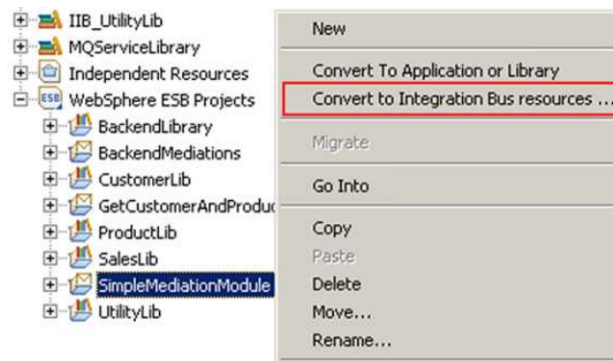 IIB_UtilityLib
MQServiceLibrary
Independent Resources
ESB WebSphere ESB Projects
BackendLibrary
BackendMediations
CustomerLib
GetCustomerAndProduc
ProductLib
SalesLib
SimpleMediationModule
UtilityLib
New
Convert To Application or Library
Convert to Integration Bus resources ...
Migrate
Go Into
Copy
Paste
Delete
Move...
Rename...